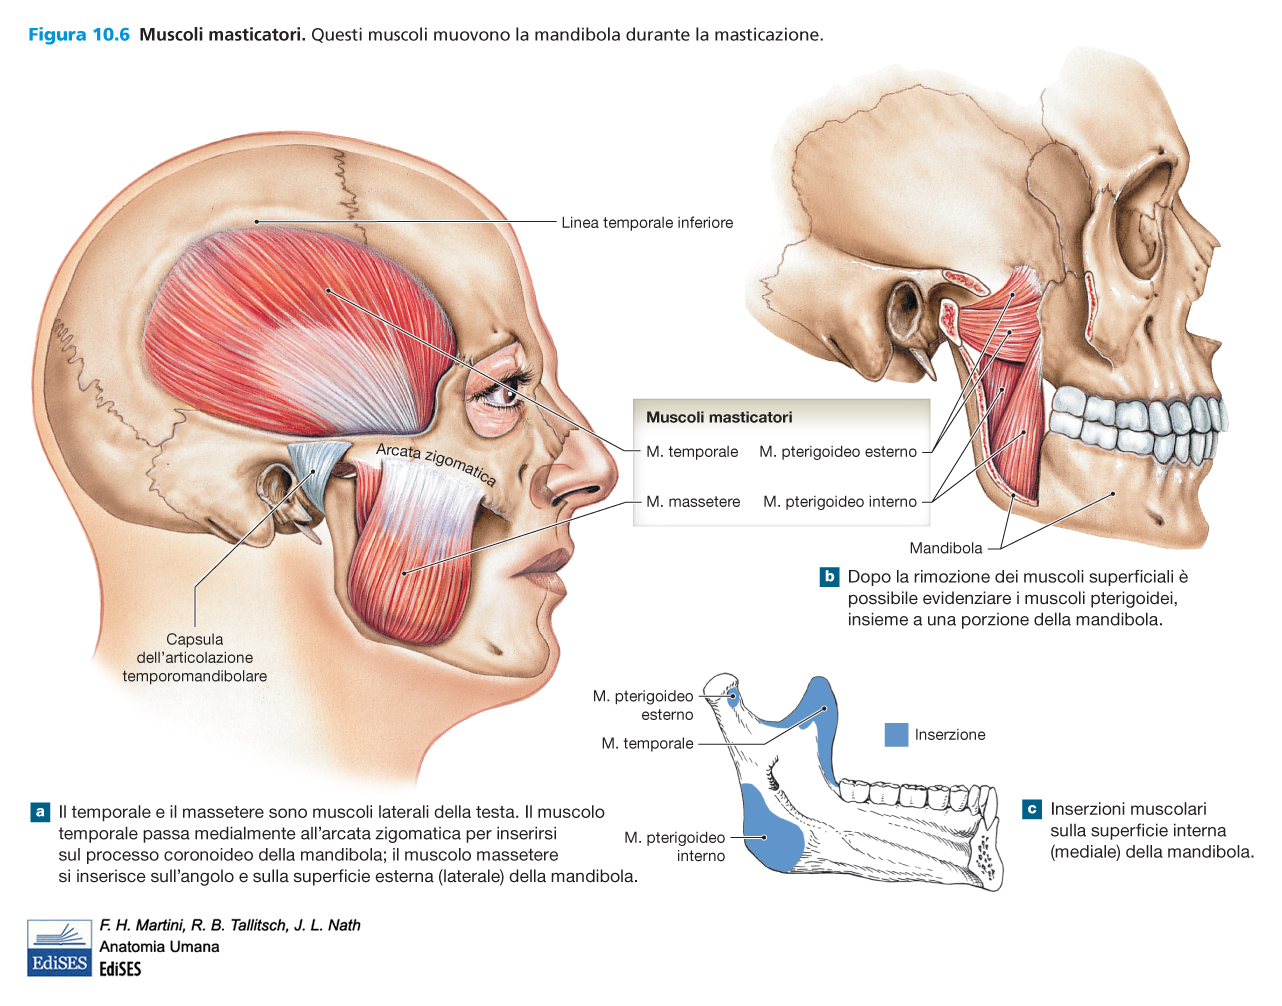 Figura 10.6 Muscoli masticatori. Questi muscoli muovono la mandibola durante la masticazione.
Linea temporale inferiore
Arcata zigomatica
Muscoli masticatori
M. temporale M. pterigoideo esterno
M. massetere M. pterigoideo interno
Mandibola
b Dopo la rimozione dei muscoli superficiali è
possibile evidenziare i muscoli pterigoidei,
insieme a una porzione della mandibola.
Capsula
dell'articolazione
temporomandibolare
M. pterigoideo
esterno
M. temporale
Inserzione
M. pterigoideo
interno
a Il temporale e il massetere sono muscoli laterali della testa. Il muscolo
temporale passa medialmente all'arcata zigomatica per inserirsi
sul processo coronoideo della mandibola; il muscolo massetere
si inserisce sull'angolo e sulla superficie esterna (laterale) della mandibola.
c Inserzioni muscolari
sulla superficie interna
(mediale) della mandibola.
F. H. Martini, R. B. Tallitsch, J. L. Nath
Anatomia Umana
EdiSES
EdiSES